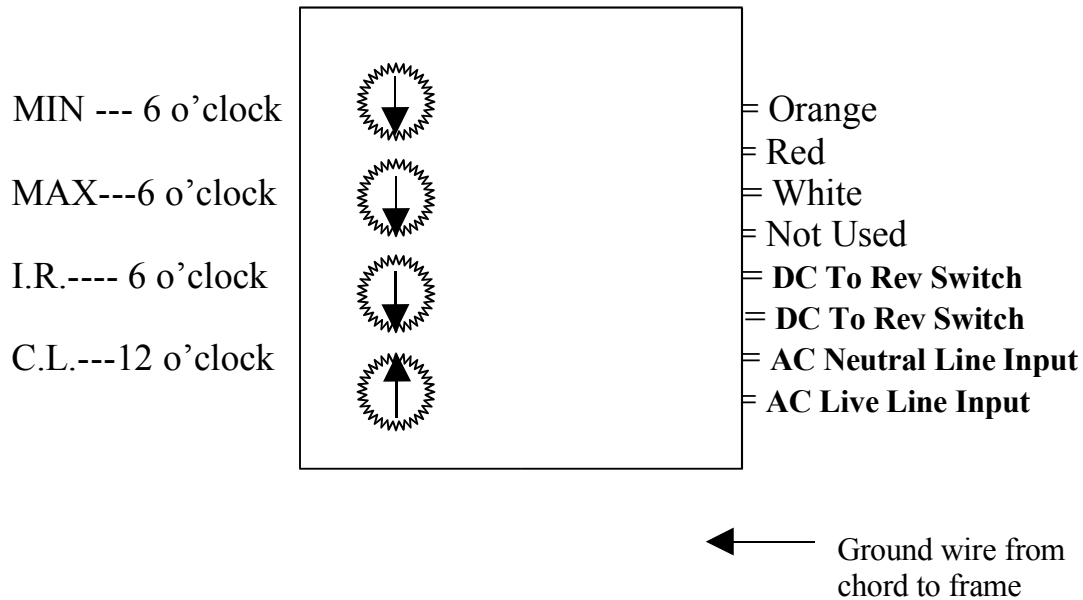 MIN --- 6 o’clock
MAX---6 o’clock
I.R.---- 6 o’clock
C.L.---12 o’clock
= Orange
= Red
= White
= Not Used
= DC To Rev Switch
= DC To Rev Switch
= AC Neutral Line Input
= AC Live Line Input
Ground wire from
chord to frame